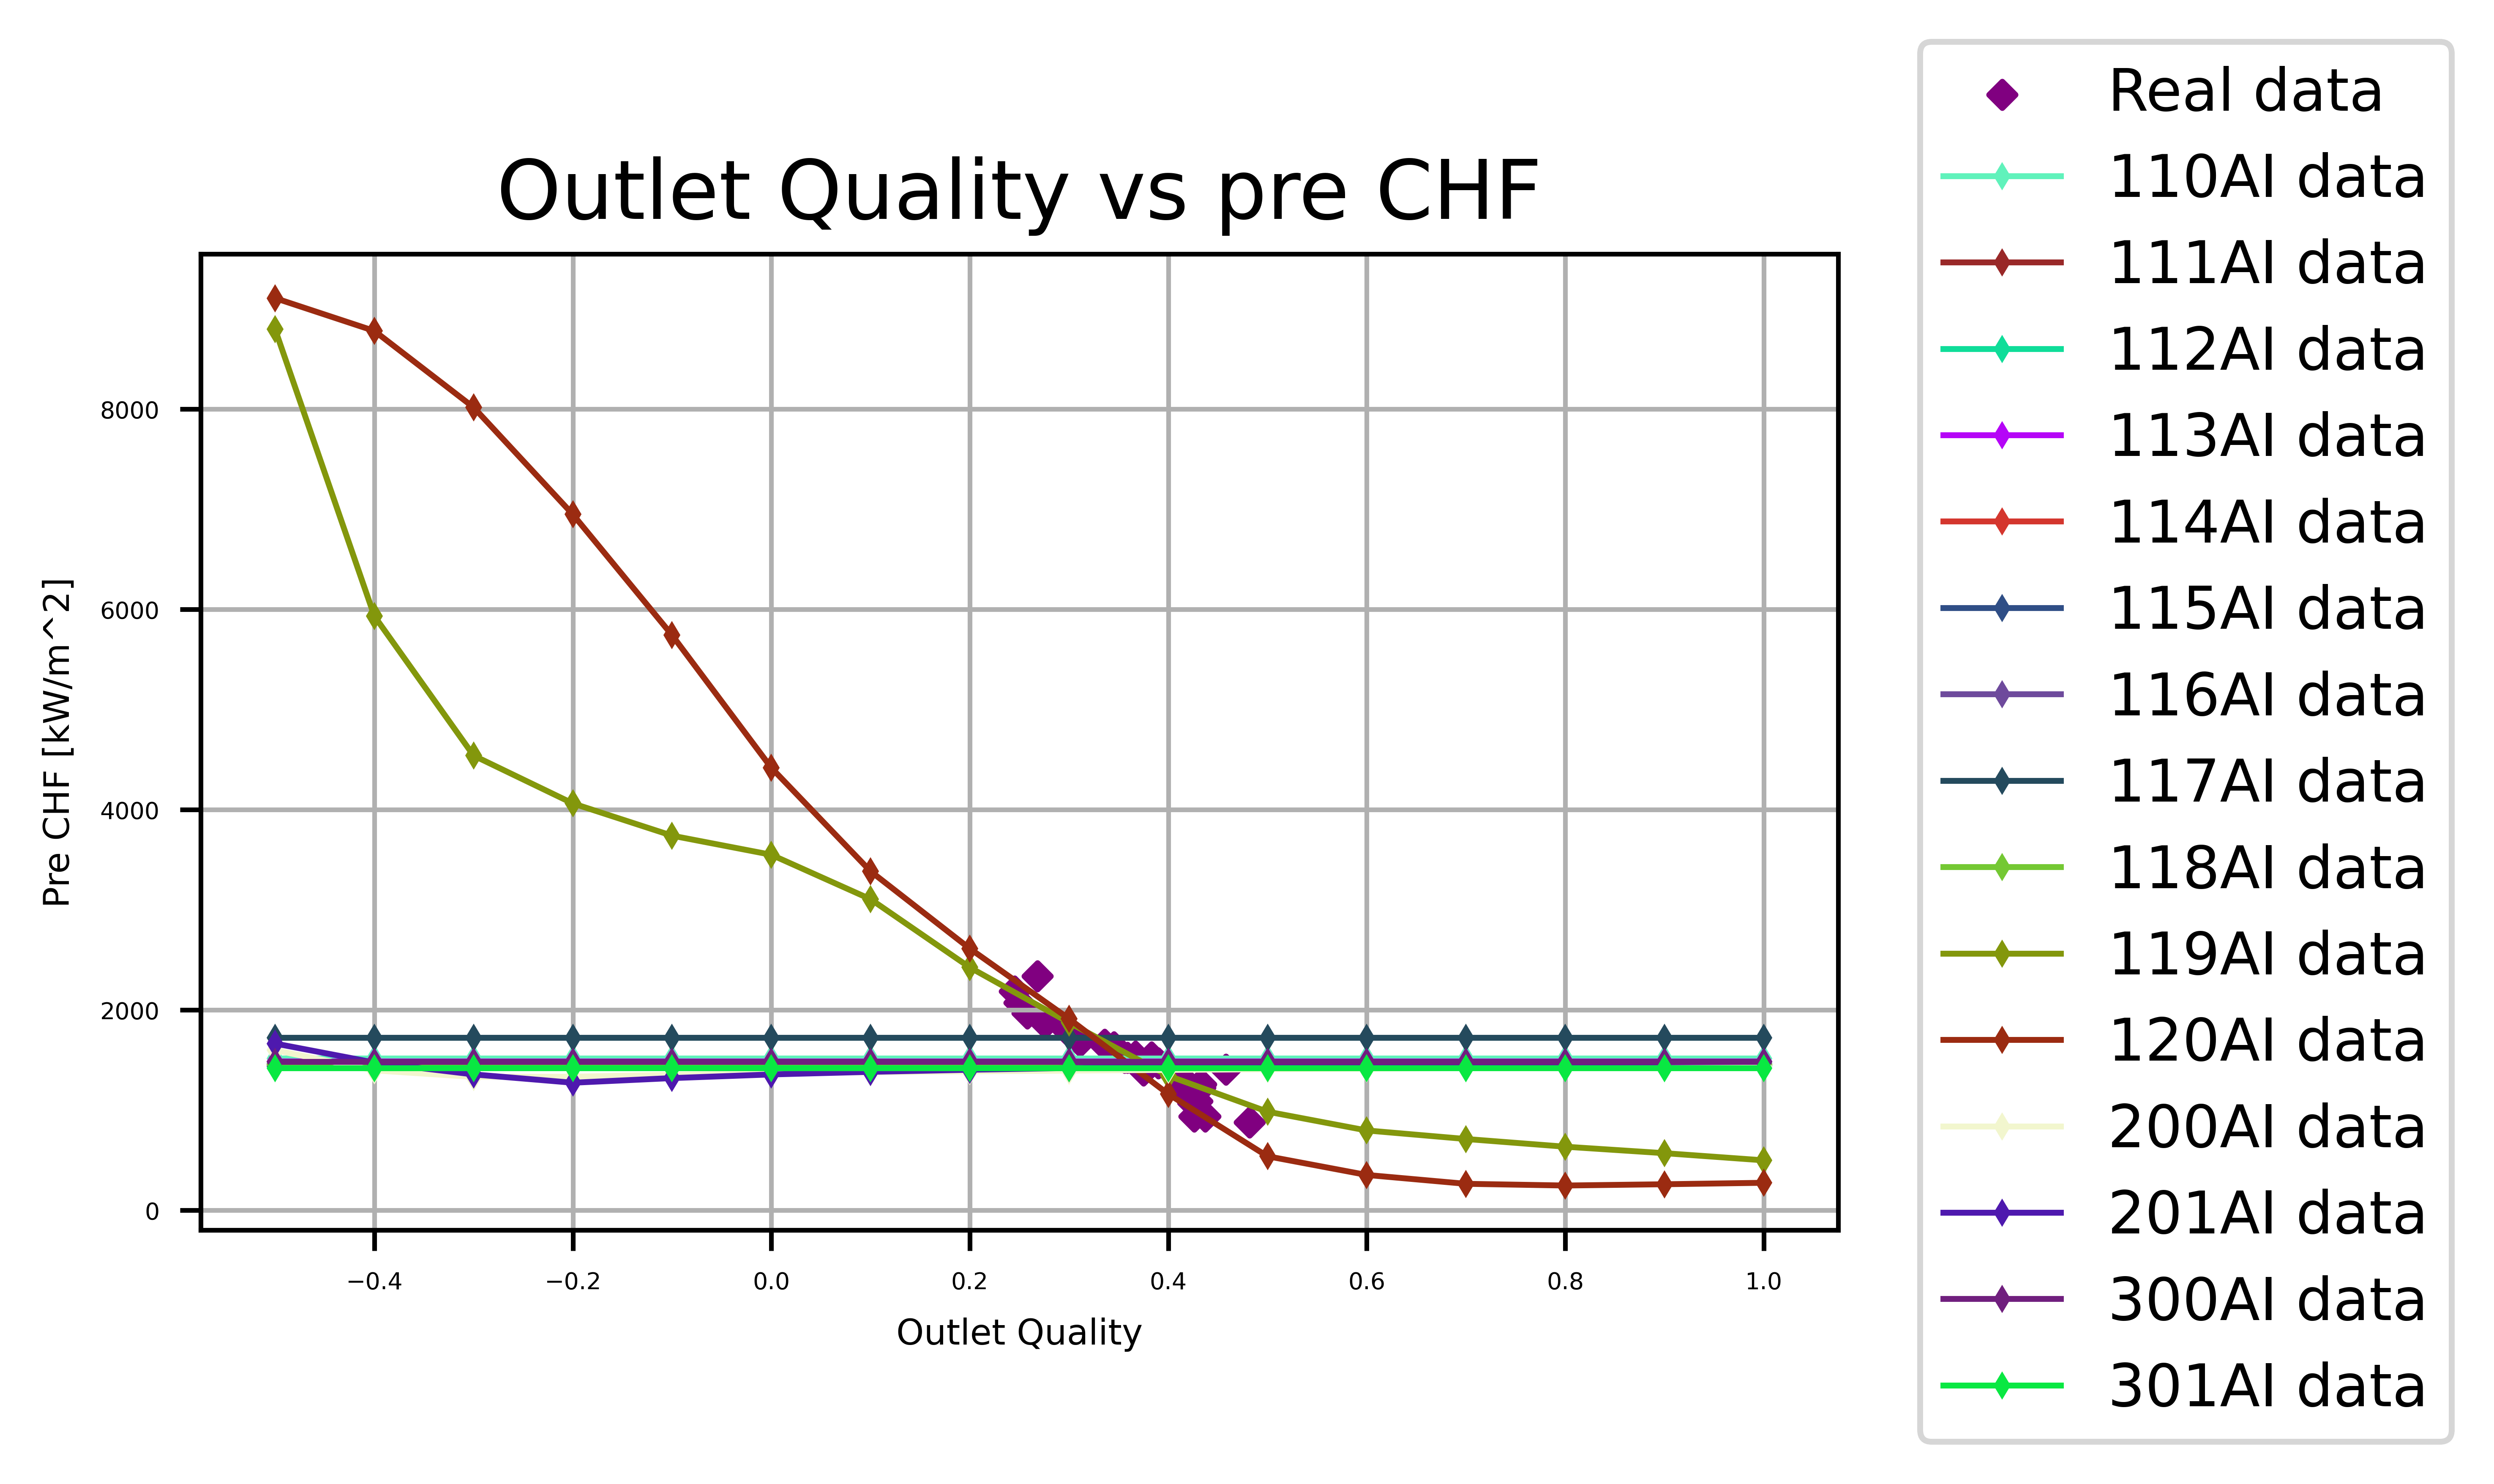 Outlet Quality vs pre CHF
Pre CHF [kW/m^2]
8000
6000
4000
2000
0
−0.4
−0.2
0.0
0.2
0.4
0.6
0.8
1.0
Outlet Quality
Real data
110AI data
111AI data
112AI data
113AI data
114AI data
115AI data
116AI data
117AI data
118AI data
119AI data
120AI data
200AI data
201AI data
300AI data
301AI data